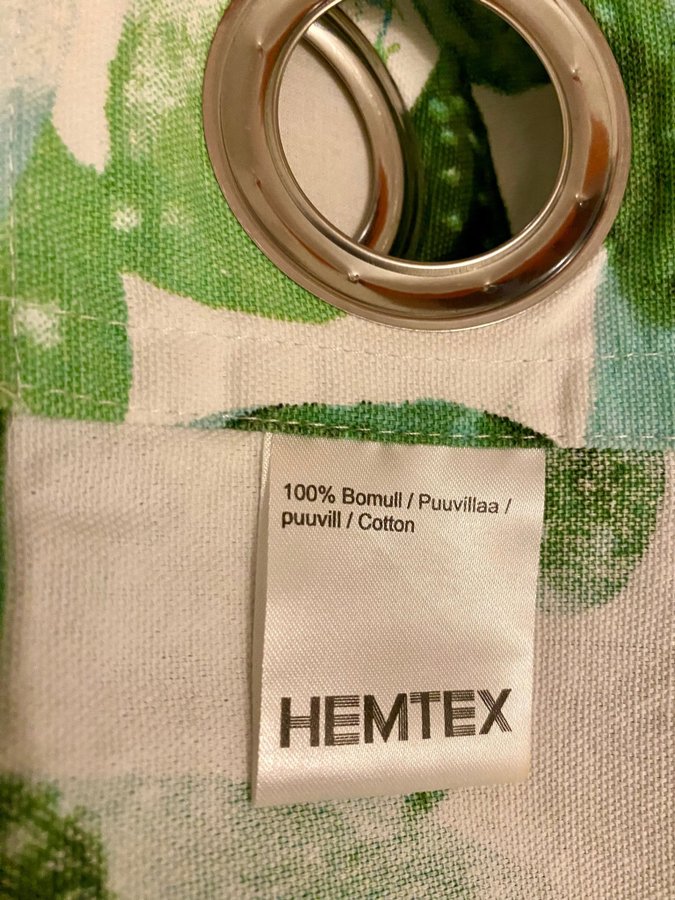 100% Bomull / Puuvillaa /
puuvill / Cotton
HEMTEX